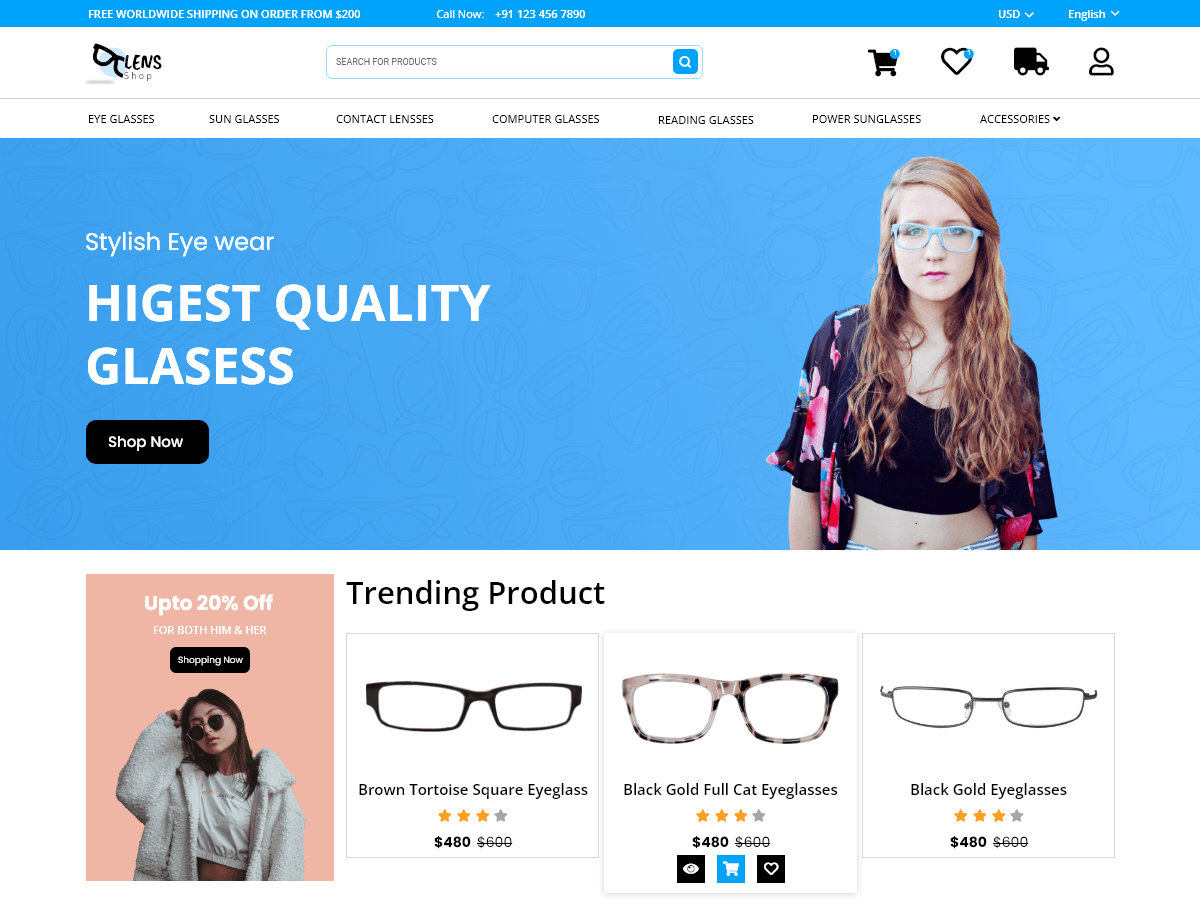 FREE WORLDWIDE SHIPPING ON ORDER FROM $200 Call Now: +91 123 456 7890 USD English
LENS
Shop
SEARCH FOR PRODUCTS
1 1
EYE GLASSES SUN GLASSES CONTACT LENSSES COMPUTER GLASSES READING GLASSES POWER SUNGLASSES ACCESSORIES
Stylish Eye wear
HIGEST QUALITY
GLASESS
Shop Now
Upto 20% Off
FOR BOTH HIM & HER
Shopping Now
Trending Product
Brown Tortoise Square Eyeglass
$480 $600
Black Gold Full Cat Eyeglasses
$480 $600
Black Gold Eyeglasses
$480 $600